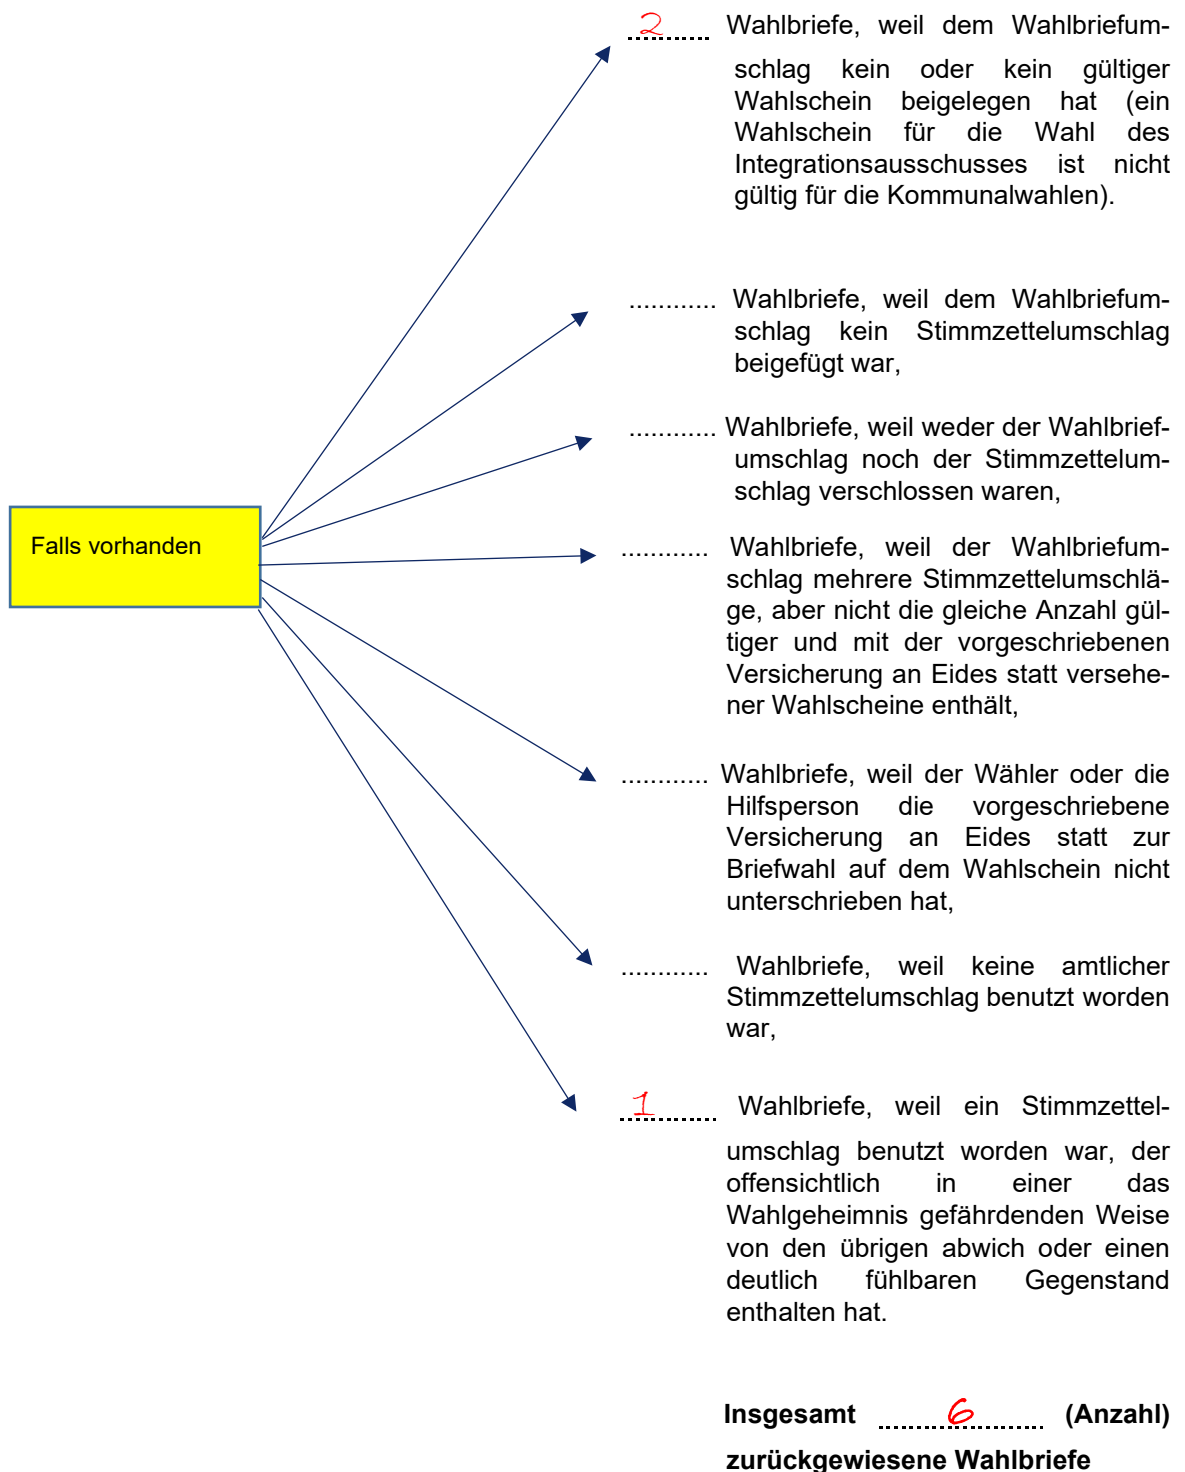 2 Wahlbriefe, weil dem Wahlbriefum-
schlag kein oder kein gültiger
Wahlschein beigelegen hat (ein
Wahlschein für die Wahl des
Integrationsausschusses ist nicht
gültig für die Kommunalwahlen).
............ Wahlbriefe, weil dem Wahlbriefum-
schlag kein Stimmzettelumschlag
beigefügt war,
............ Wahlbriefe, weil weder der Wahlbrief-
umschlag noch der Stimmzettelum-
schlag verschlossen waren,
Falls vorhanden
............ Wahlbriefe, weil der Wahlbriefum-
schlag mehrere Stimmzettelumschlä-
ge, aber nicht die gleiche Anzahl gül-
tiger und mit der vorgeschriebenen
Versicherung an Eides statt versehe-
ner Wahlscheine enthält,
............ Wahlbriefe, weil der Wähler oder die
Hilfsperson die vorgeschriebene
Versicherung an Eides statt zur
Briefwahl auf dem Wahlschein nicht
unterschrieben hat,
............ Wahlbriefe, weil keine amtlicher
Stimmzettelumschlag benutzt worden
war,
1 Wahlbriefe, weil ein Stimmzettel-
umschlag benutzt worden war, der
offensichtlich in einer das
Wahlgeheimnis gefährdenden Weise
von den übrigen abwich oder einen
deutlich fühlbaren Gegenstand
enthalten hat.
Insgesamt 6 (Anzahl)
zurückgewiesene Wahlbriefe